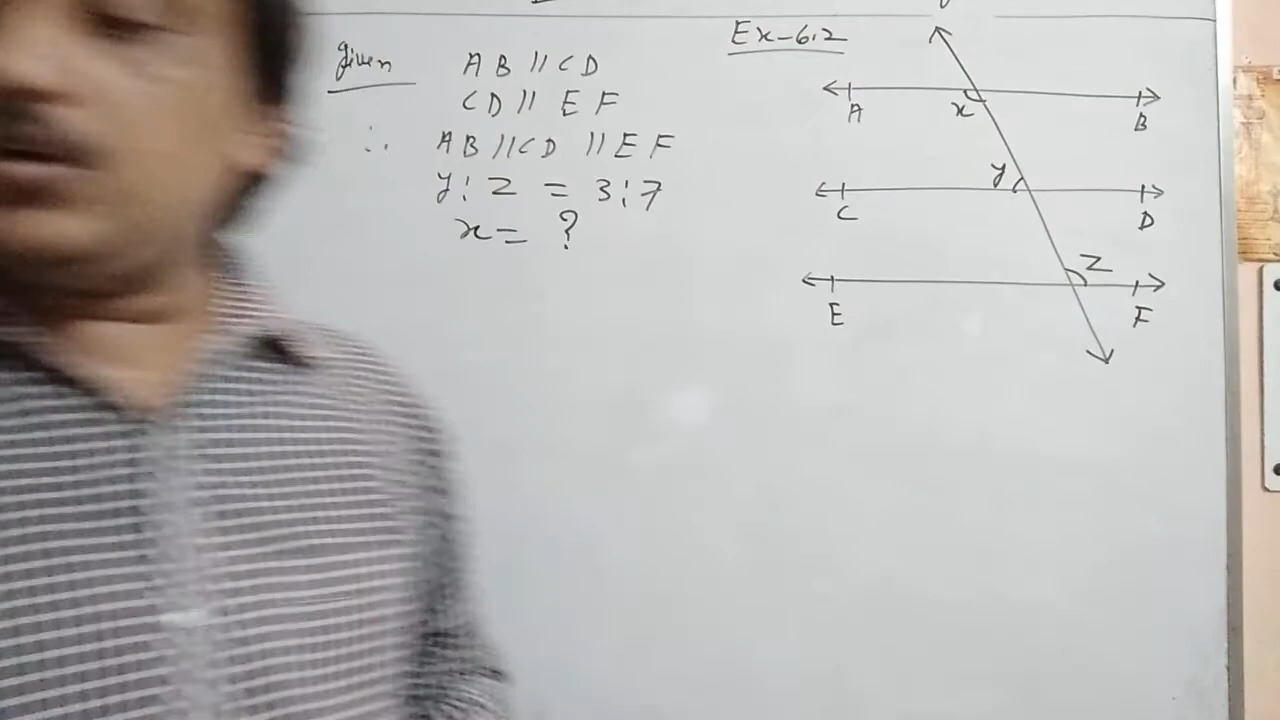 Given AB || CD
CD || EF
∴ AB || CD || EF
y : z = 3 : 7
x = ?
Ex-6.2
A
x
B
y
C
D
z
E
F